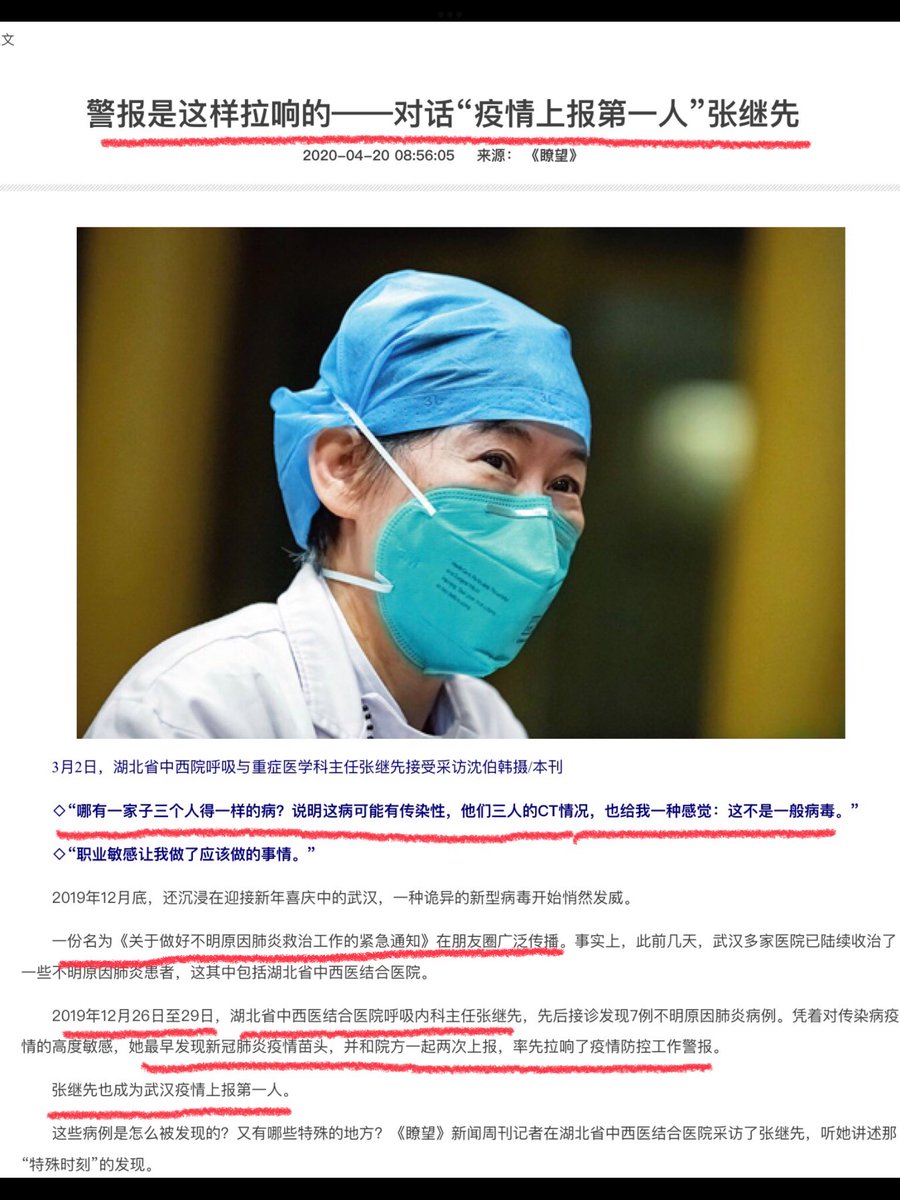 文
警报是这样拉响的——对话“疫情上报第一人”张继先
2020-04-20 08:56:05 来源： 《瞭望》
3月2日，湖北省中西院呼吸与重症医学科主任张继先接受采访沈伯韩摄/本刊
◇“哪有一家子三个人得一样的病？说明这病可能有传染性，他们三人的CT情况，也给我一种感觉：这不是一般病毒。”
◇“职业敏感让我做了应该做的事情。”
2019年12月底，还沉浸在迎接新年喜庆中的武汉，一种诡异的新型病毒开始悄然发威。
一份名为《关于做好不明原因肺炎救治工作的紧急通知》在朋友圈广泛传播。事实上，此前几天，武汉多家医院已陆续收治了
一些不明原因肺炎患者，这其中包括湖北省中西医结合医院。
2019年12月26日至29日，湖北省中西医结合医院呼吸内科主任张继先，先后接诊发现7例不明原因肺炎病例。凭着对传染病疫
情的高度敏感，她最早发现新冠肺炎疫情苗头，并和院方一起两次上报，率先拉响了疫情防控工作警报。
张继先也成为武汉疫情上报第一人。
这些病例是怎么被发现的？又有哪些特殊的地方？《瞭望》新闻周刊记者在湖北省中西医结合医院采访了张继先，听她讲述那
“特殊时刻”的发现。